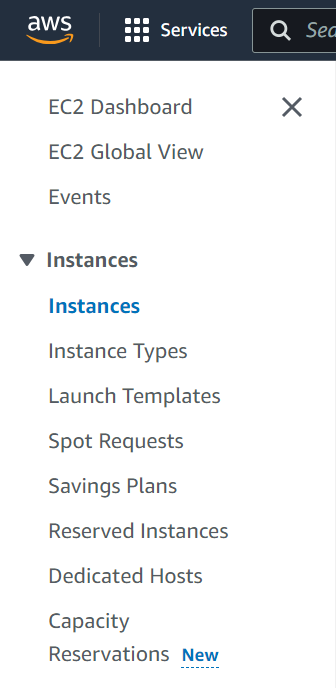 aws
Services
Sea
EC2 Dashboard
EC2 Global View
Events
Instances
Instances
Instance Types
Launch Templates
Spot Requests
Savings Plans
Reserved Instances
Dedicated Hosts
Capacity
Reservations New